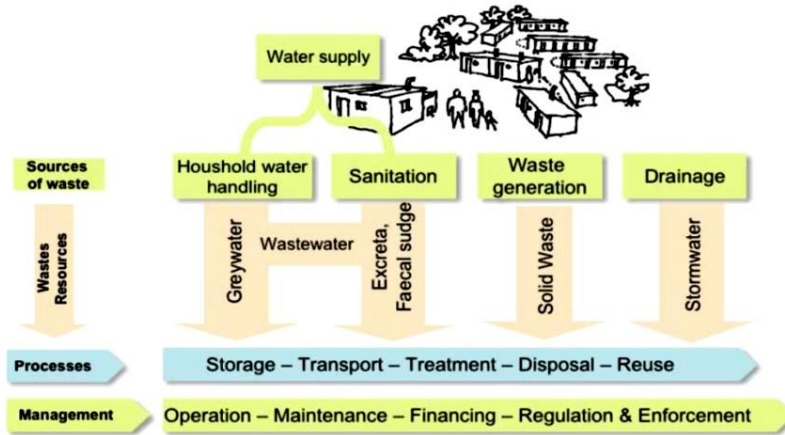 Water supply
Sources
of waste
Houshold water
handling
Sanitation
Waste
generation
Drainage
Wastes
Resources
Greywater
Wastewater
Excreta,
Faecal sudge
Solid Waste
Stormwater
Processes
Storage – Transport – Treatment – Disposal – Reuse
Management
Operation – Maintenance – Financing – Regulation & Enforcement